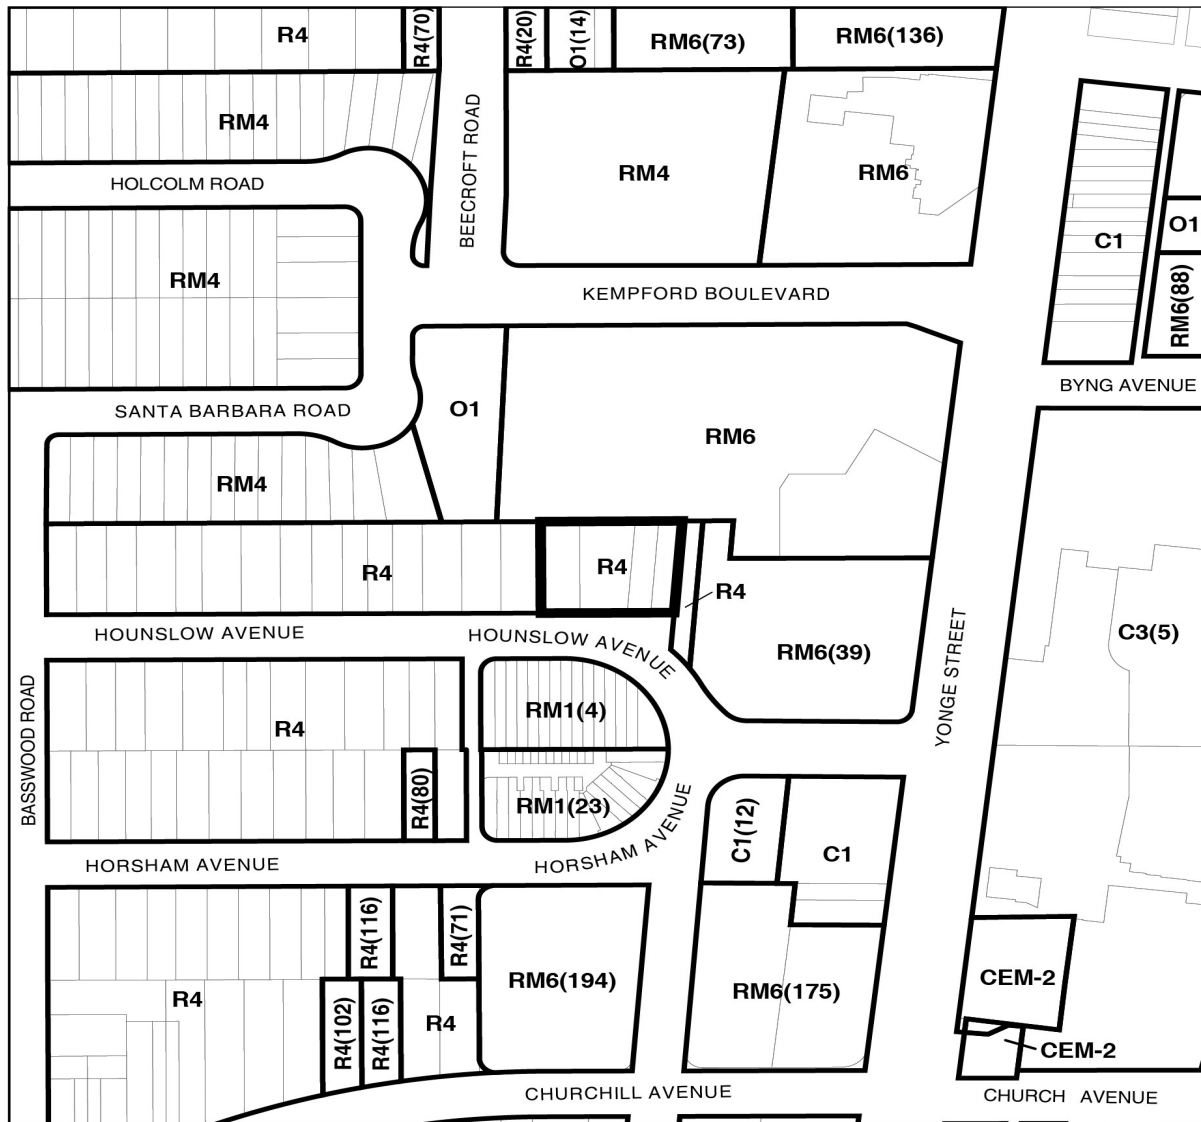 R4
R4(70)
R4(20)
O1(14)
RM6(73)
RM6(136)
RM4
BEECROFT ROAD
RM4
RM6
HOLCOLM ROAD
C1
O1
RM4
KEMPFORD BOULEVARD
RM6(88)
BYNG AVENUE
SANTA BARBARA ROAD
O1
RM6
RM4
R4
R4
R4
HOUNSLOW AVENUE
HOUNSLOW AVENUE
RM6(39)
YONGE STREET
C3(5)
BASSWOOD ROAD
R4
RM1(4)
R4(80)
RM1(23)
HORSHAM AVENUE
C1(12)
C1
HORSHAM AVENUE
R4(116)
R4(71)
RM6(194)
RM6(175)
CEM-2
R4
R4(102)
R4(116)
R4
CEM-2
CHURCHILL AVENUE
CHURCH AVENUE